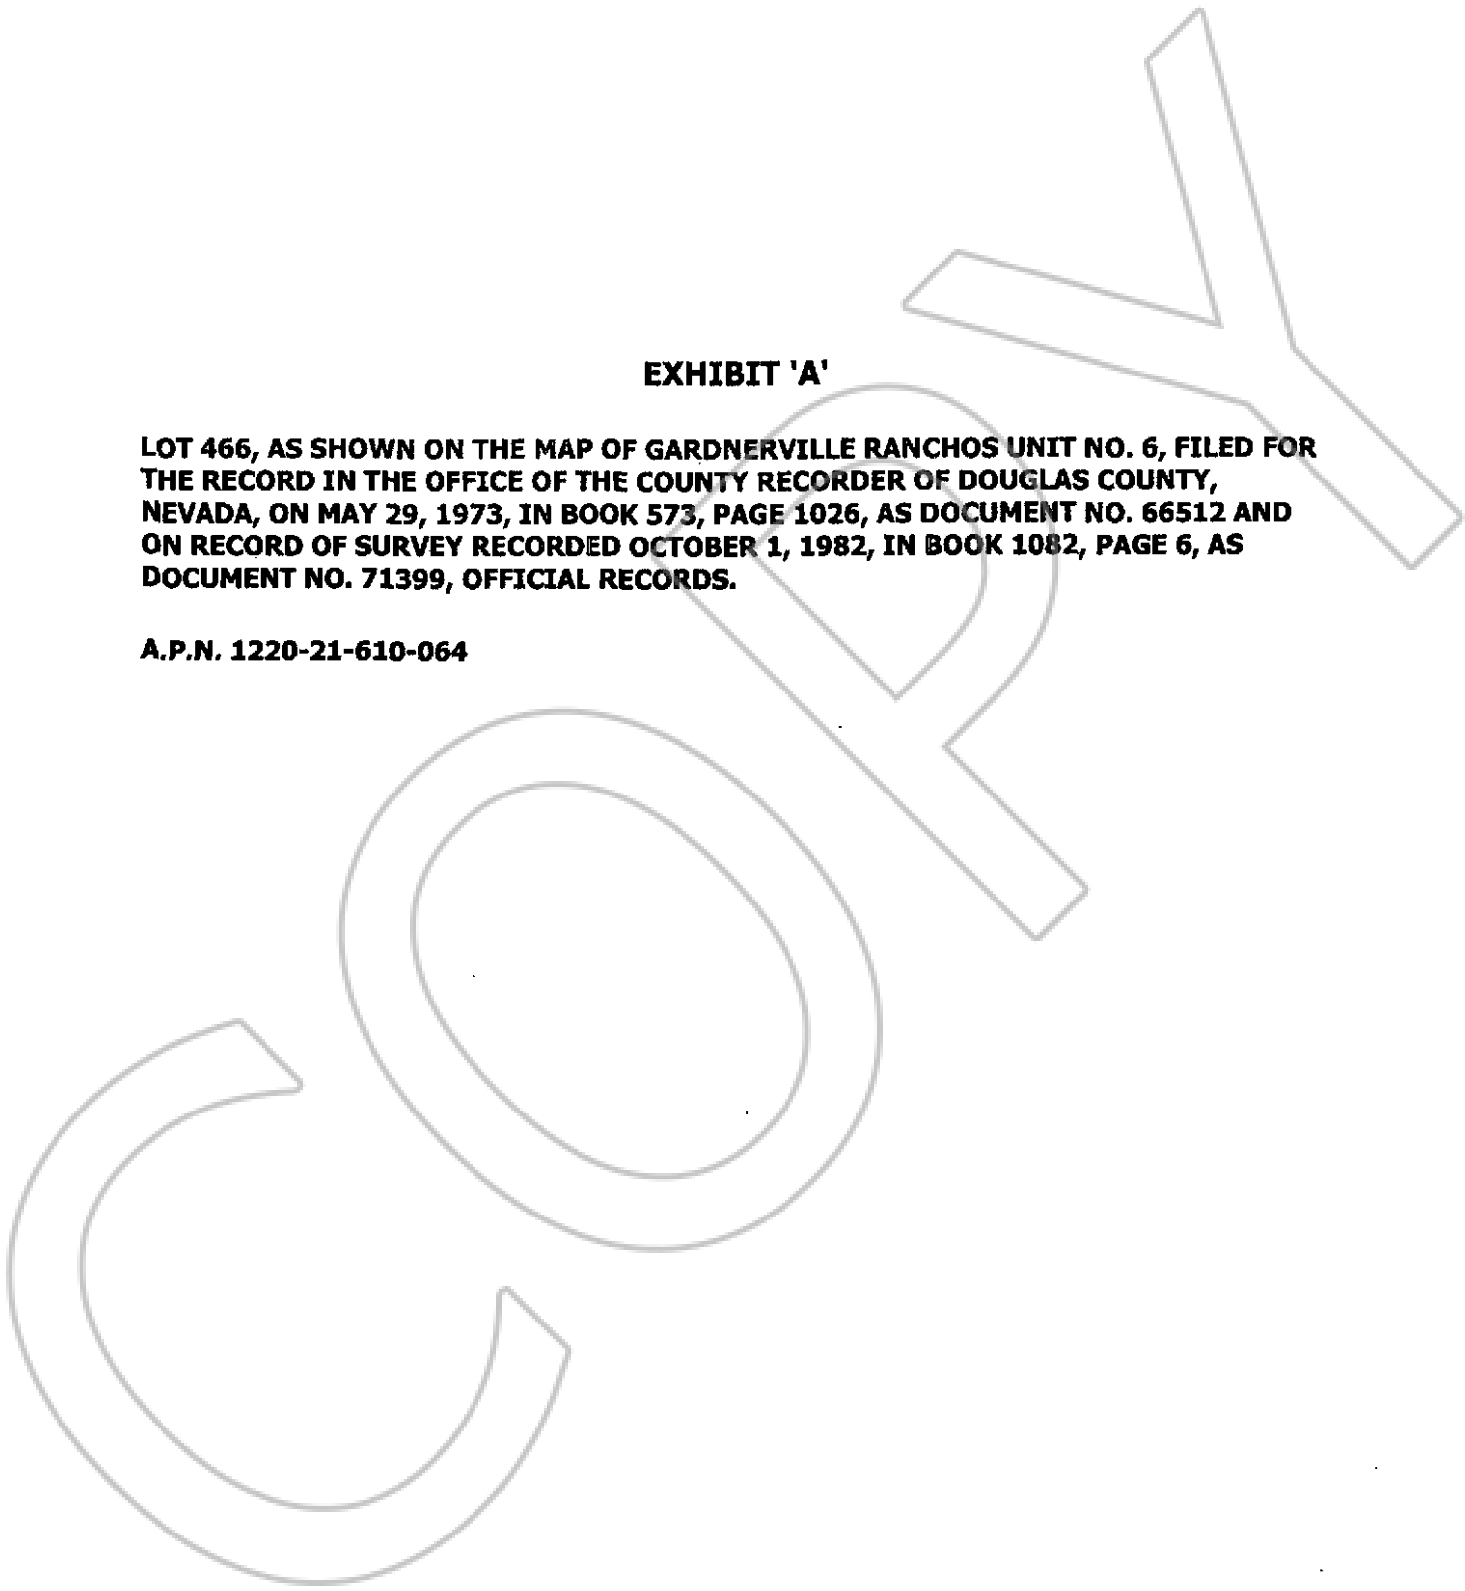 EXHIBIT 'A'
LOT 466, AS SHOWN ON THE MAP OF GARDNERVILLE RANCHOS UNIT NO. 6, FILED FOR
THE RECORD IN THE OFFICE OF THE COUNTY RECORDER OF DOUGLAS COUNTY,
NEVADA, ON MAY 29, 1973, IN BOOK 573, PAGE 1026, AS DOCUMENT NO. 66512 AND
ON RECORD OF SURVEY RECORDED OCTOBER 1, 1982, IN BOOK 1082, PAGE 6, AS
DOCUMENT NO. 71399, OFFICIAL RECORDS.
A.P.N. 1220-21-610-064
COPY